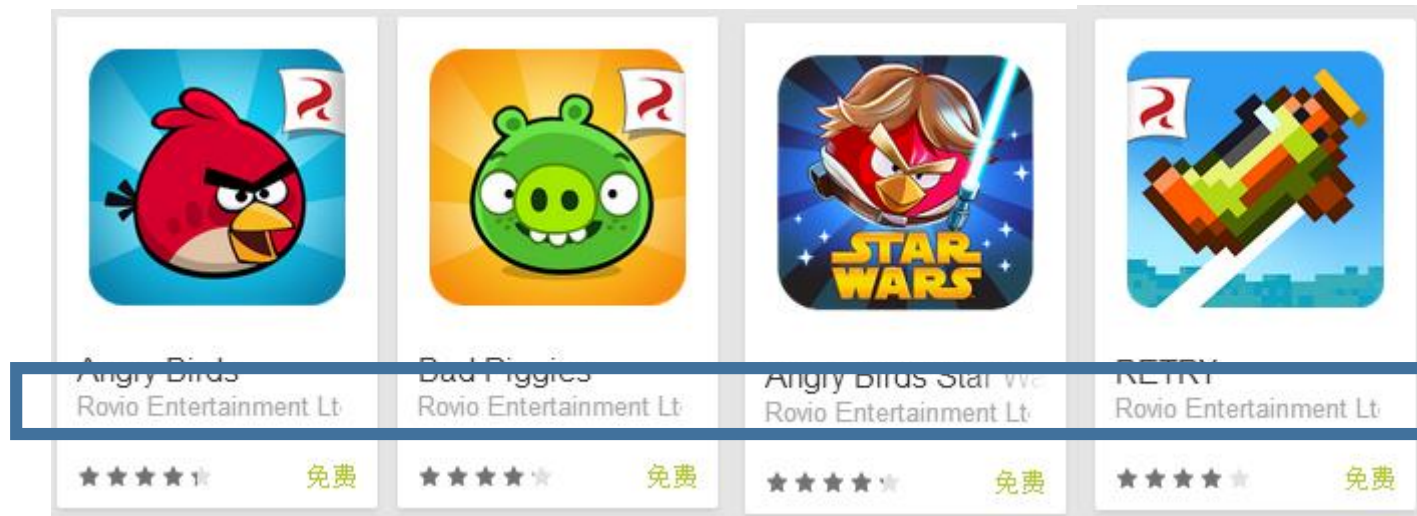 STAR
WARS
Angry Birds
Rovio Entertainment Lt
免费
Bad Piggies
Rovio Entertainment Lt
免费
Angry Birds Star Wa
Rovio Entertainment Lt
免费
RETRY
Rovio Entertainment Lt
免费